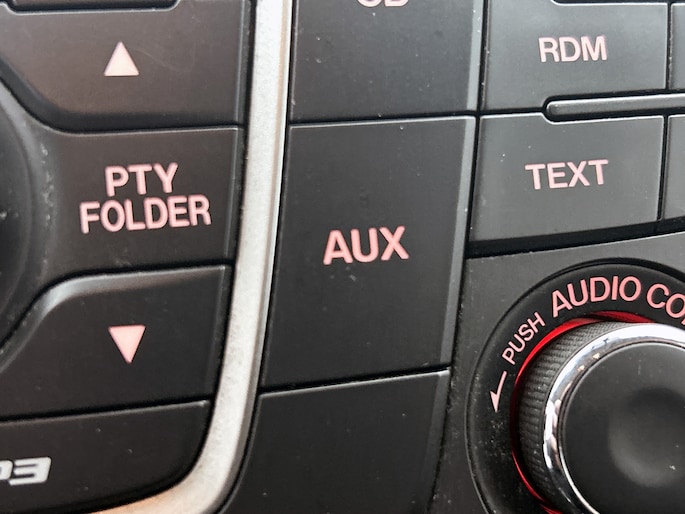 RDM
PTY
FOLDER
TEXT
AUX
PUSH AUDIO